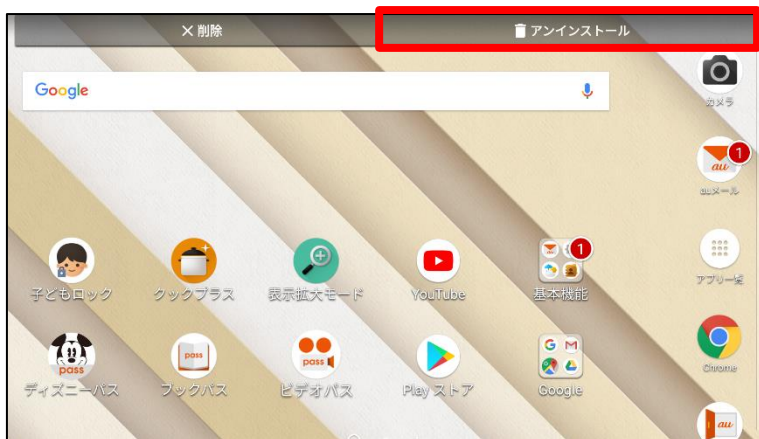 × 削除
アンインストール
Google
カメラ
1
au
auメール
1
子どもロック
クックプラス
表示拡大モード
YouTube
基本機能
アプリ一覧
pass
pass
pass
ディズニーパス
ブックパス
ビデオパス
Play ストア
Google
Chrome
au